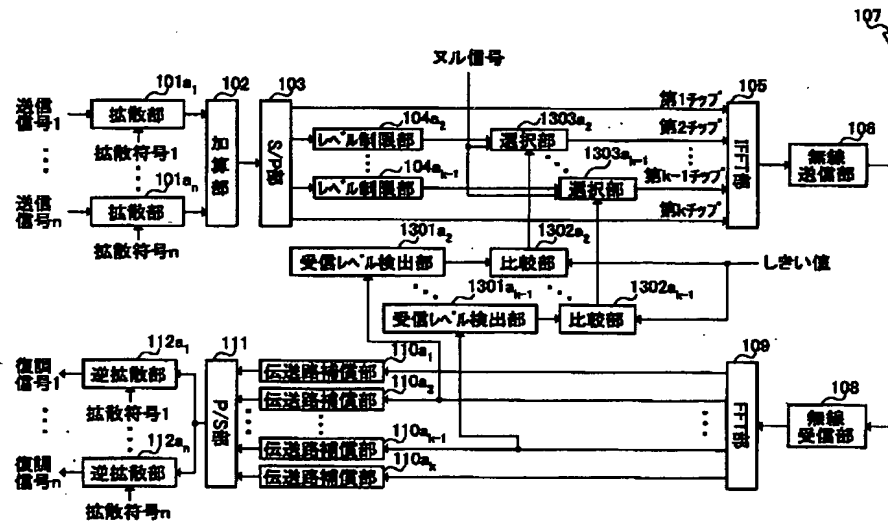 107
ヌル信号
101a1
102
103
105
送信
信号1
拡散部
加算部
S/P部
第1チップ
104a2
1303a2
レベル制限部
選択部
第2チップ
IFFT部
106
無線
送信部
拡散符号1
101an
104ak-1
1303ak-1
レベル制限部
選択部
第k-1チップ
送信
信号n
拡散部
第kチップ
拡散符号n
1301a2
1302a2
受信レベル検出部
比較部
しきい値
1301ak-1
1302ak-1
受信レベル検出部
比較部
112a1
111
110a1
109
復調
信号1
逆拡散部
P/S部
伝送路補償部
FFT部
110a2
伝送路補償部
108
無線
受信部
拡散符号1
112an
110ak-1
伝送路補償部
復調
信号n
逆拡散部
110ak
伝送路補償部
拡散符号n